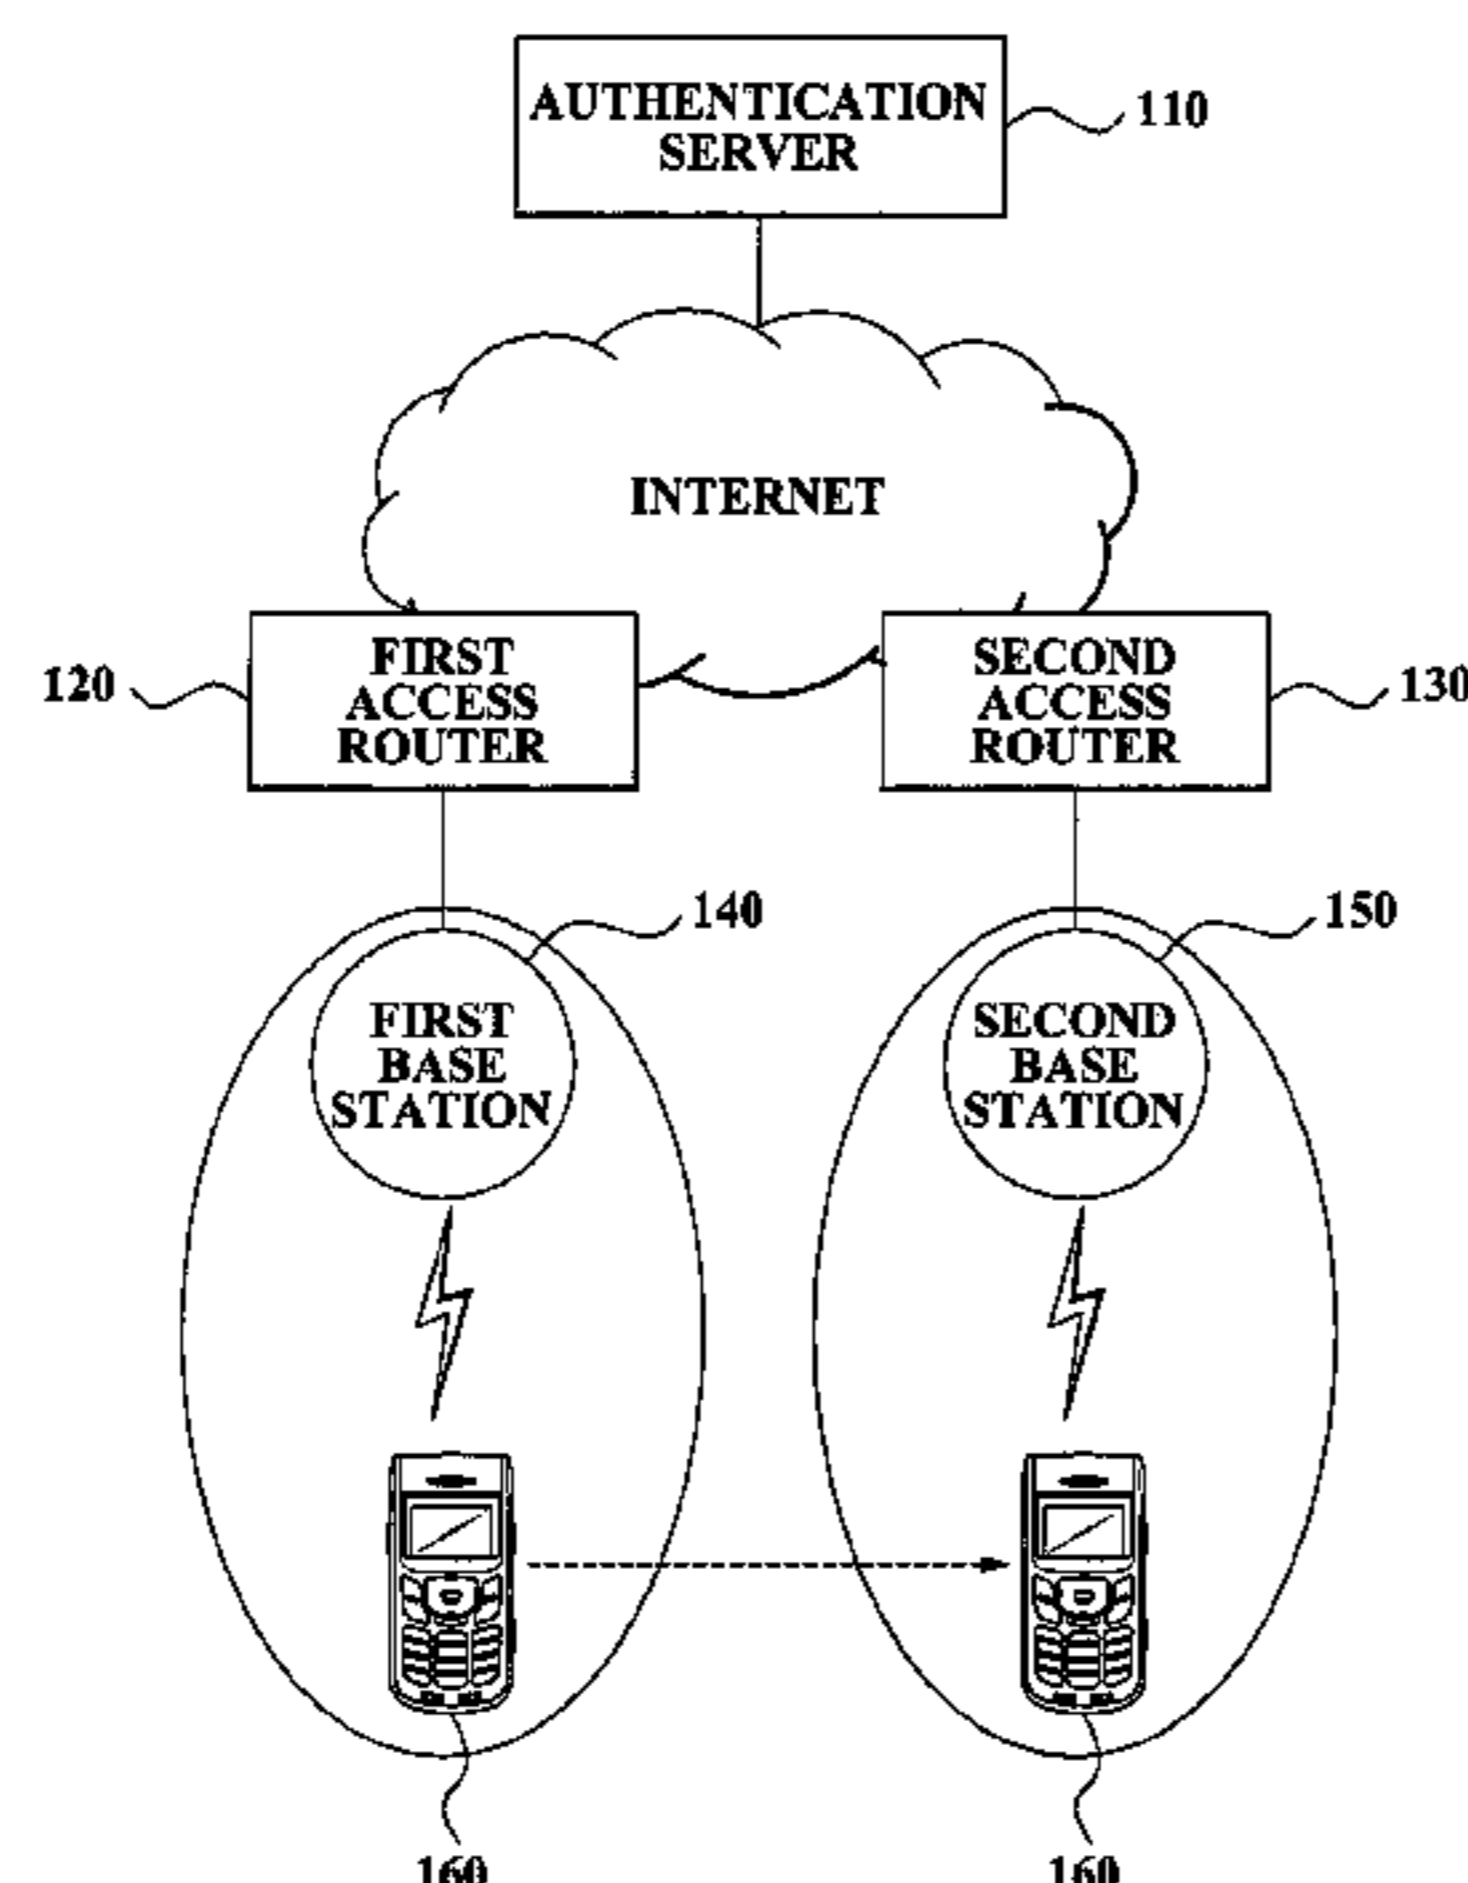 AUTHENTICATION
SERVER
110
INTERNET
FIRST
ACCESS
ROUTER
120
SECOND
ACCESS
ROUTER
130
140
FIRST
BASE
STATION
150
SECOND
BASE
STATION
160
160